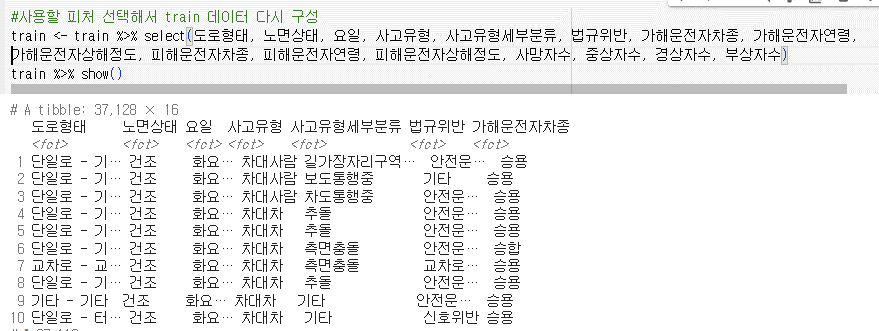 #사용할 피처 선택해서 train 데이터 다시 구성
train <- train %>% select(도로형태, 노면상태, 요일, 사고유형, 사고유형세부분류, 법규위반, 가해운전자차종, 가해운전자연령,
가해운전자상해정도, 피해운전자차종, 피해운전자연령, 피해운전자상해정도, 사망자수, 중상자수, 경상자수, 부상자수)
train %>% show()
# A tibble: 37,128 × 16
도로형태 노면상태 요일 사고유형 사고유형세부분류 법규위반 가해운전자차종
<fct> <fct> <fct> <fct> <fct> <fct> <fct>
1 단일로 - 기… 건조 화요… 차대사람 길가장자리구역… 안전운… 승용
2 단일로 - 기… 건조 화요… 차대사람 보도통행중 기타 승용
3 단일로 - 기… 건조 화요… 차대사람 차도통행중 안전운… 승용
4 단일로 - 기… 건조 화요… 차대차 추돌 안전운… 승용
5 단일로 - 기… 건조 화요… 차대차 추돌 안전운… 승용
6 단일로 - 기… 건조 화요… 차대차 측면충돌 안전운… 승합
7 교차로 - 교… 건조 화요… 차대차 측면충돌 교차로… 승용
8 단일로 - 기… 건조 화요… 차대차 추돌 안전운… 승용
9 기타 - 기타 건조 화요… 차대차 기타 안전운… 승용
10 단일로 - 터… 건조 화요… 차대차 기타 신호위반 승용